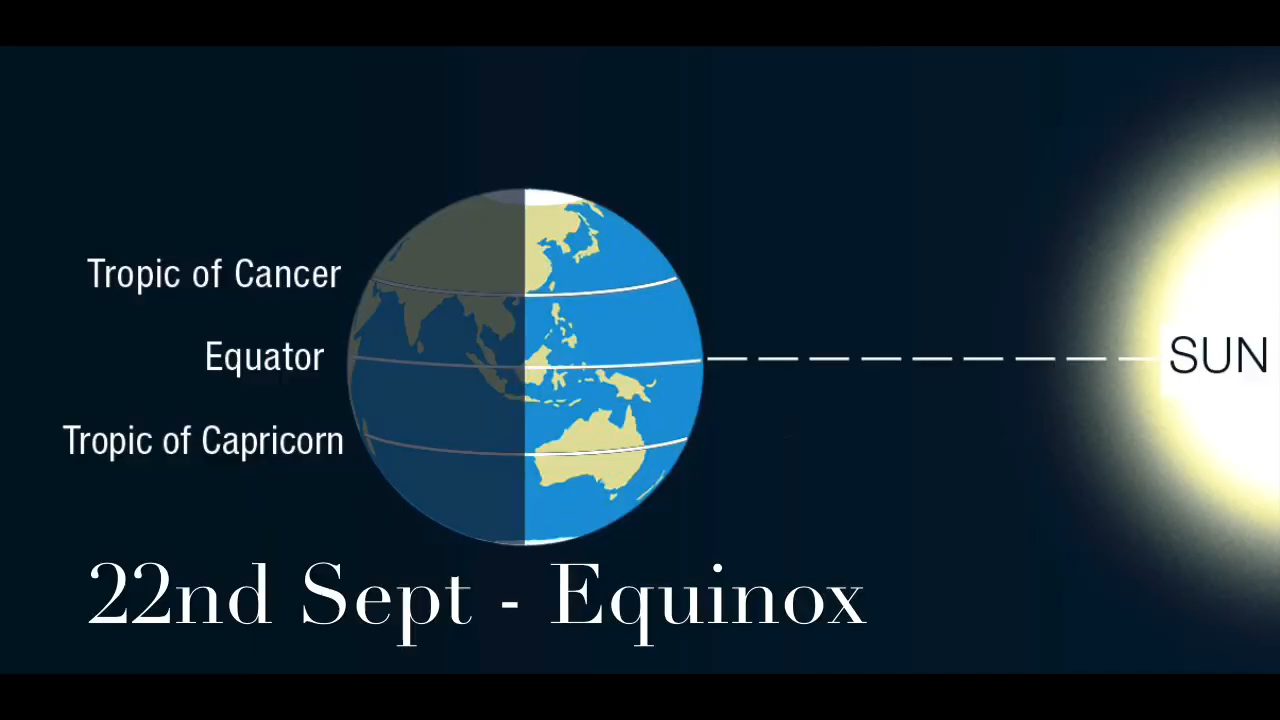 Tropic of Cancer
Equator
SUN
Tropic of Capricorn
22nd Sept - Equinox